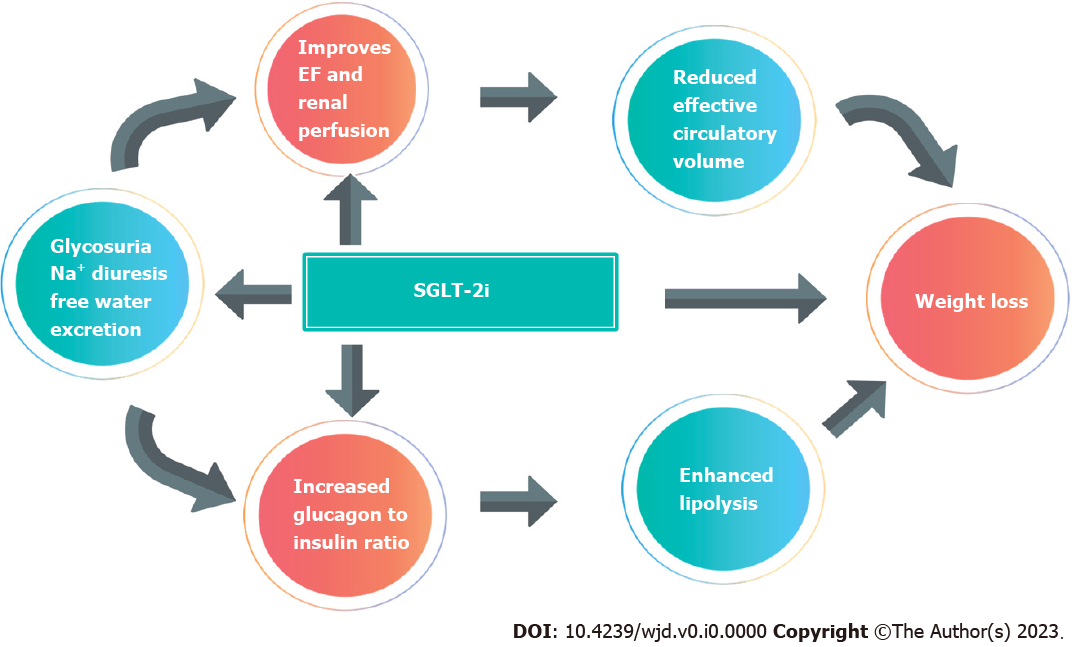 Improves
EF and
renal
perfusion
Reduced
effective
circulatory
volume
Glycosuria
Na⁺ diuresis
free water
excretion
SGLT-2i
Weight loss
Increased
glucagon to
insulin ratio
Enhanced
lipolysis
DOI: 10.4239/wjd.v0.i0.0000 Copyright ©The Author(s) 2023.